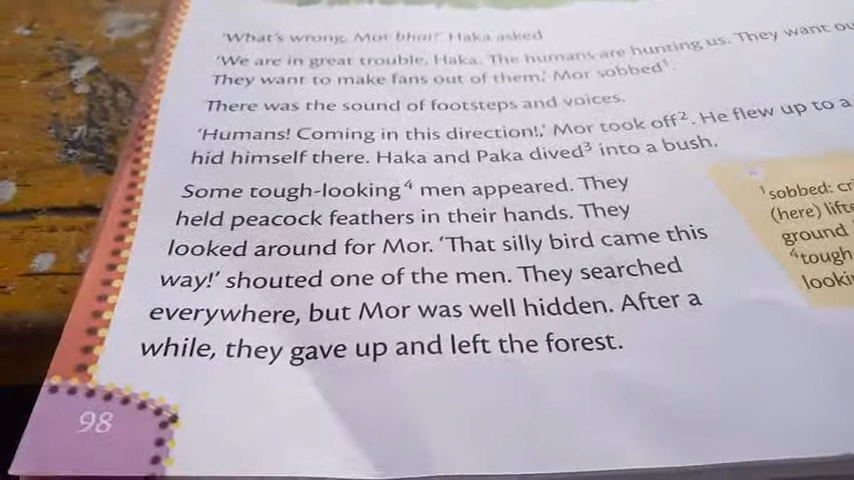 'What's wrong, Mor bhai?' Haka asked
'We are in great trouble, Haka. The humans are hunting us. They want
They want to make fans out of them,' Mor sobbed¹.
There was the sound of footsteps and voices.
'Humans! Coming in this direction!,' Mor took off². He flew up to a
hid himself there. Haka and Paka dived³ into a bush.
Some tough-looking⁴ men appeared. They
held peacock feathers in their hands. They
looked around for Mor. 'That silly bird came this
way!' shouted one of the men. They searched
everywhere, but Mor was well hidden. After a
while, they gave up and left the forest.
¹sobbed:
(here)
ground
⁴tough
98